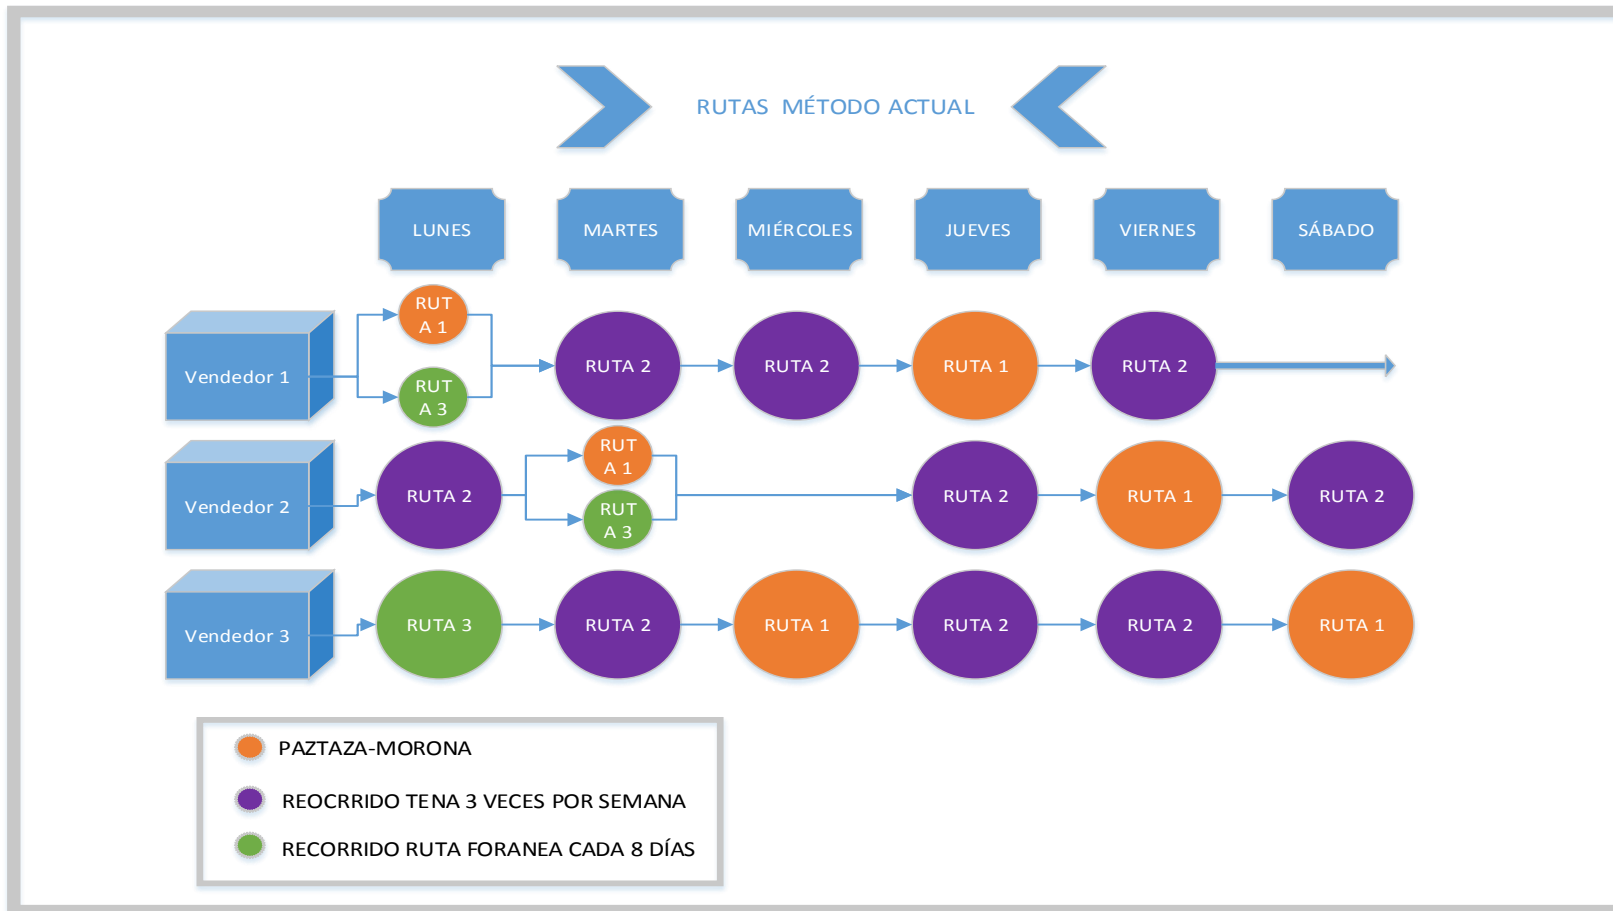 RUTAS MÉTODO ACTUAL
LUNES
MARTES
MIÉRCOLES
JUEVES
VIERNES
SÁBADO
Vendedor 1
RUT
A 1
RUT
A 3
RUTA 2
RUTA 2
RUTA 1
RUTA 2
Vendedor 2
RUTA 2
RUT
A 1
RUT
A 3
RUTA 2
RUTA 1
RUTA 2
Vendedor 3
RUTA 3
RUTA 2
RUTA 1
RUTA 2
RUTA 2
RUTA 1
PAZTAZA-MORONA
REOCRRIDO TENA 3 VECES POR SEMANA
RECORRIDO RUTA FORANEA CADA 8 DÍAS